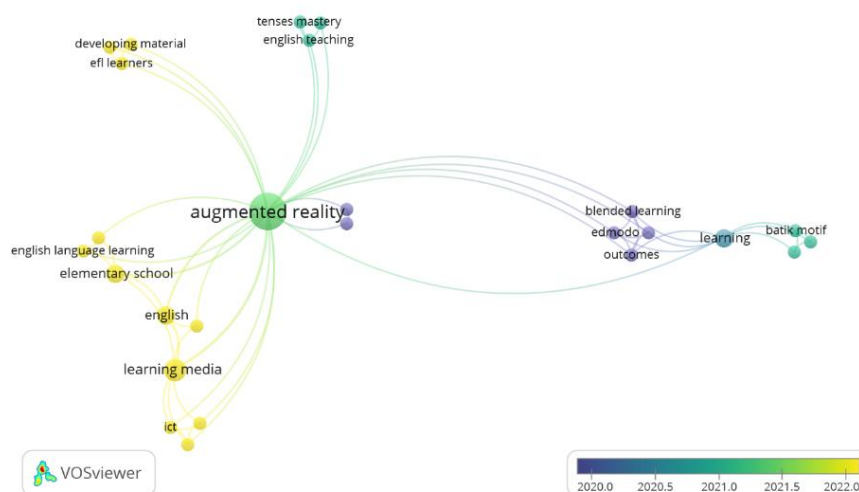 tenses mastery
english teaching
developing material
efl learners
augmented reality
blended learning
edmodo
outcomes
learning
batik motif
english language learning
elementary school
english
learning media
ict
VOSviewer
2020.0 2020.5 2021.0 2021.5 2022.0